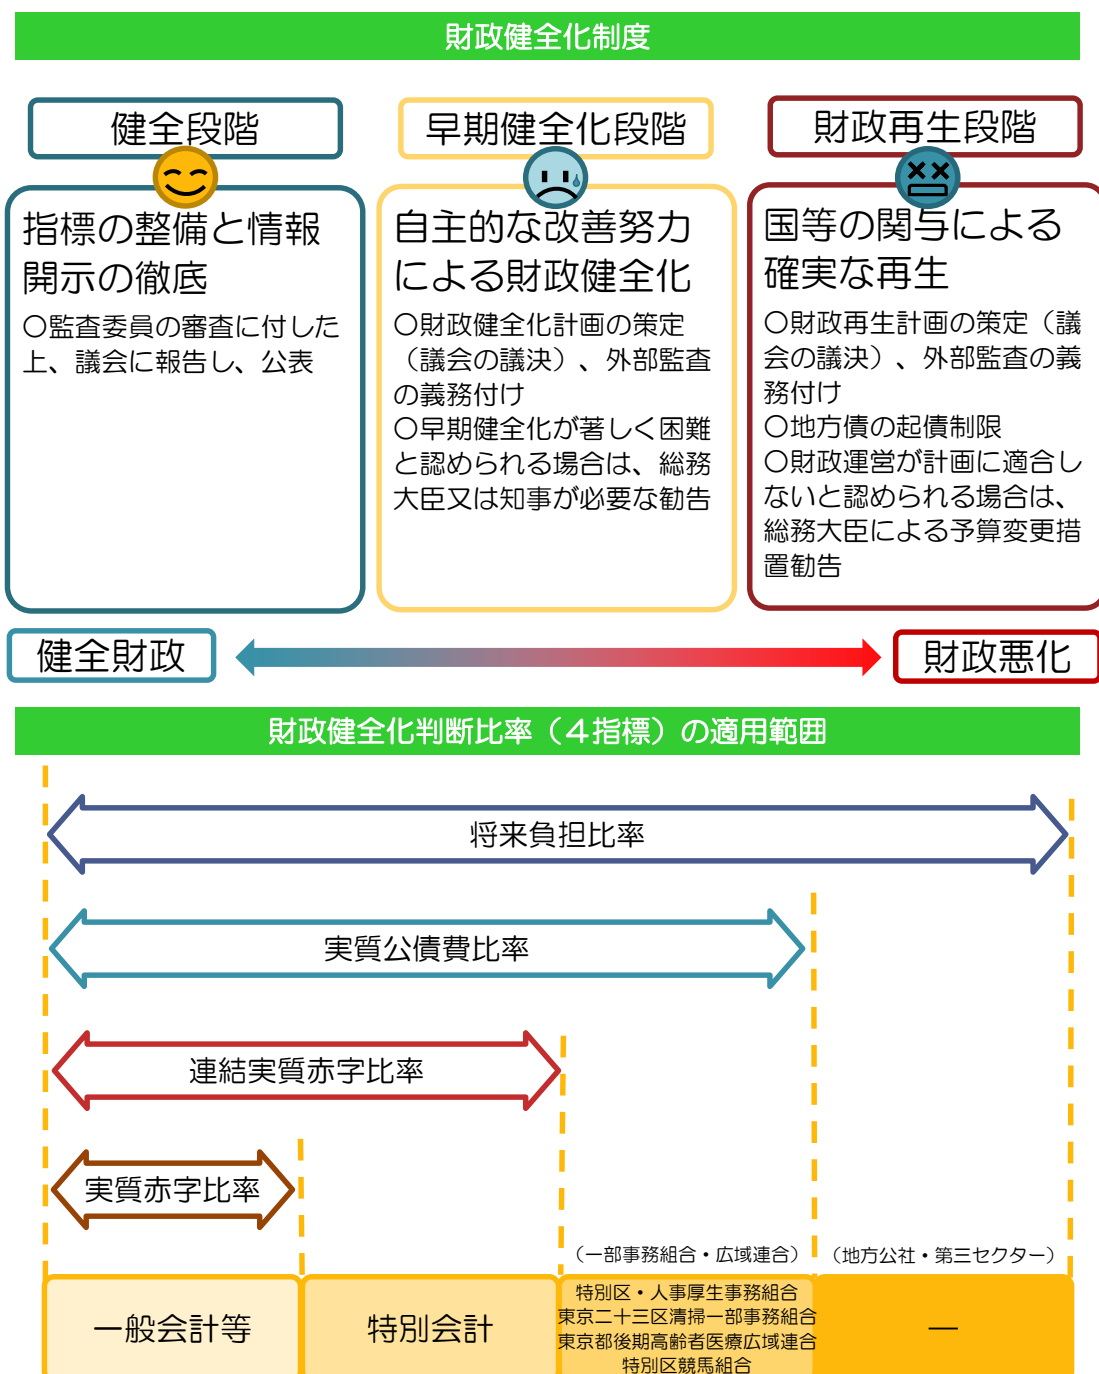 財政健全化制度
健全段階
指標の整備と情報
開示の徹底
〇監査委員の審査に付した
上、議会に報告し、公表
早期健全化段階
自主的な改善努力
による財政健全化
〇財政健全化計画の策定
（議会の議決）、外部監査
の義務付け
〇早期健全化が著しく困難
と認められる場合は、総務
大臣又は知事が必要な勧告
財政再生段階
国等の関与による
確実な再生
〇財政再生計画の策定（議
会の議決）、外部監査の義
務付け
〇地方債の起債制限
〇財政運営が計画に適合し
ないと認められる場合は、
総務大臣による予算変更措
置勧告
健全財政
財政悪化
財政健全化判断比率（４指標）の適用範囲
将来負担比率
実質公債費比率
連結実質赤字比率
実質赤字比率
（一部事務組合・広域連合）
（地方公社・第三セクター）
一般会計等
特別会計
特別区・人事厚生事務組合
東京二十三区清掃一部事務組合
東京都後期高齢者医療広域連合
特別区競馬組合
―